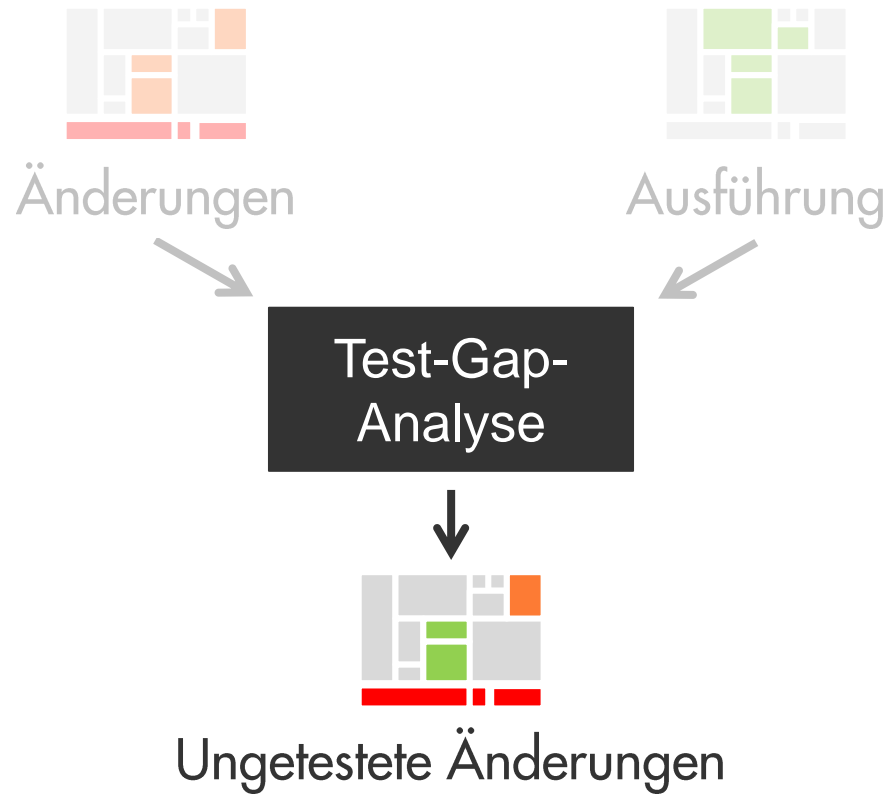 Änderungen
Ausführung
Test-Gap-
Analyse
Ungetestete Änderungen